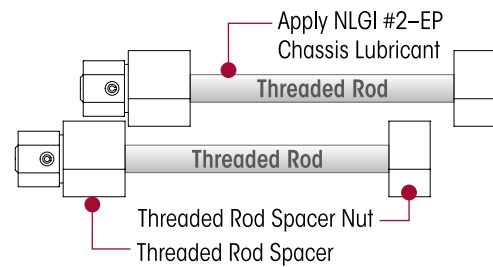 Apply NLGI #2–EP
Chassis Lubricant
Threaded Rod
Threaded Rod
Threaded Rod Spacer Nut
Threaded Rod Spacer